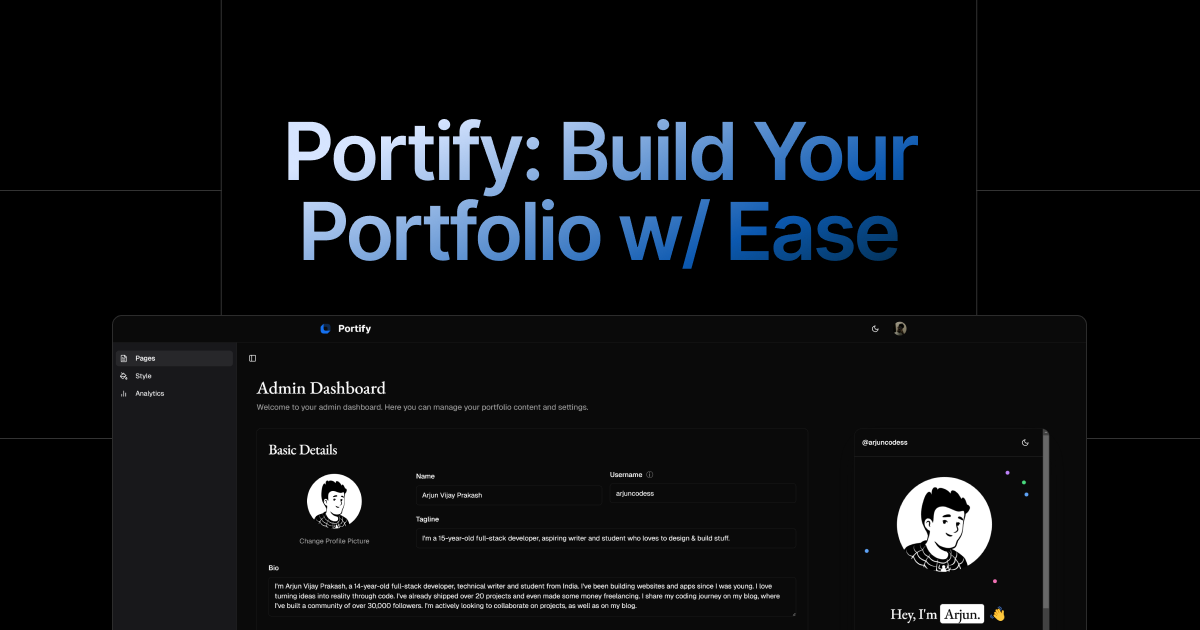 Portify: Build Your
Portfolio w/ Ease
Portify
Pages
Style
Analytics
Admin Dashboard
Welcome to your admin dashboard. Here you can manage your portfolio content and settings.
Basic Details
Change Profile Picture
Name
Arjun Vijay Prakash
Username
arjuncodess
Tagline
I'm a 15-year-old full-stack developer, aspiring writer and student who loves to design & build stuff.
Bio
I'm Arjun Vijay Prakash, a 14-year-old full-stack developer, technical writer and student from India. I've been building websites and apps since I was young. I love
turning ideas into reality through code. I've already shipped over 20 projects and even made some money freelancing. I share my coding journey on my blog, where
I've built a community of over 30,000 followers. I'm actively looking to collaborate on projects, as well as on my blog.
@arjuncodess
Hey, I'm Arjun. 👋